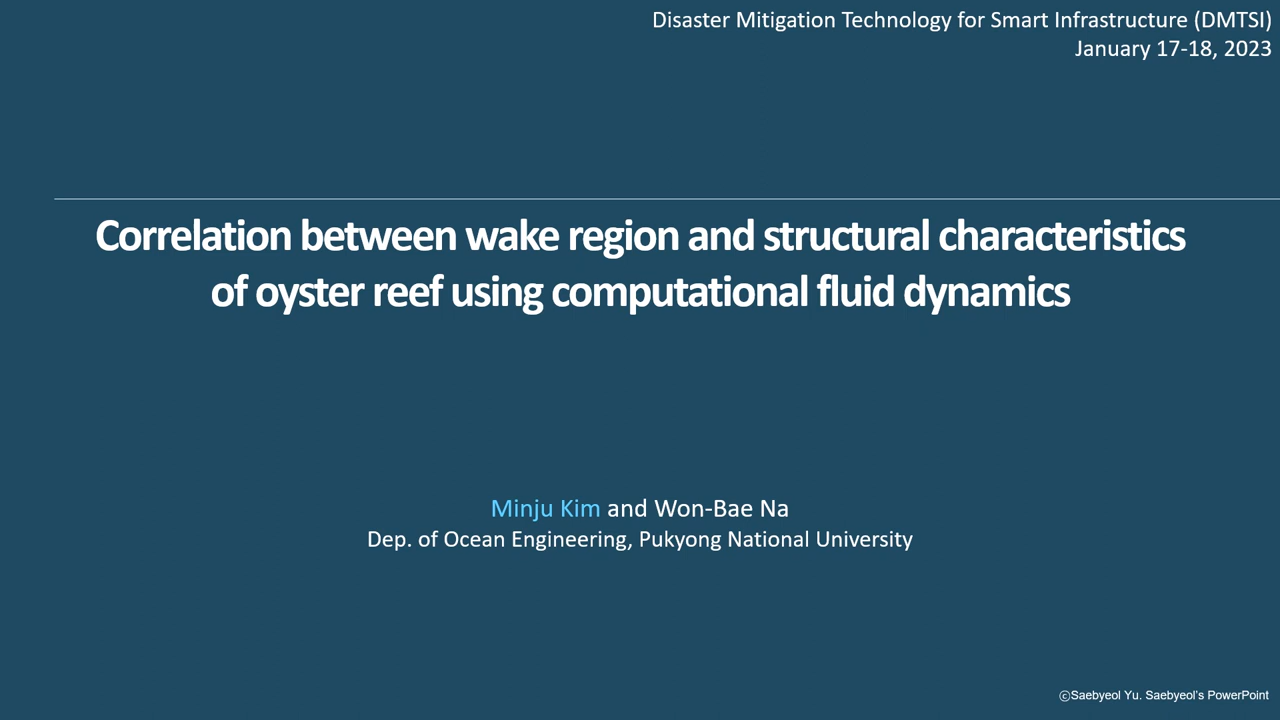 Disaster Mitigation Technology for Smart Infrastructure (DMTSI)
January 17-18, 2023
Correlation between wake region and structural characteristics
of oyster reef using computational fluid dynamics
Minju Kim and Won-Bae Na
Dep. of Ocean Engineering, Pukyong National University
ⓒSaebyeol Yu. Saebyeol's PowerPoint